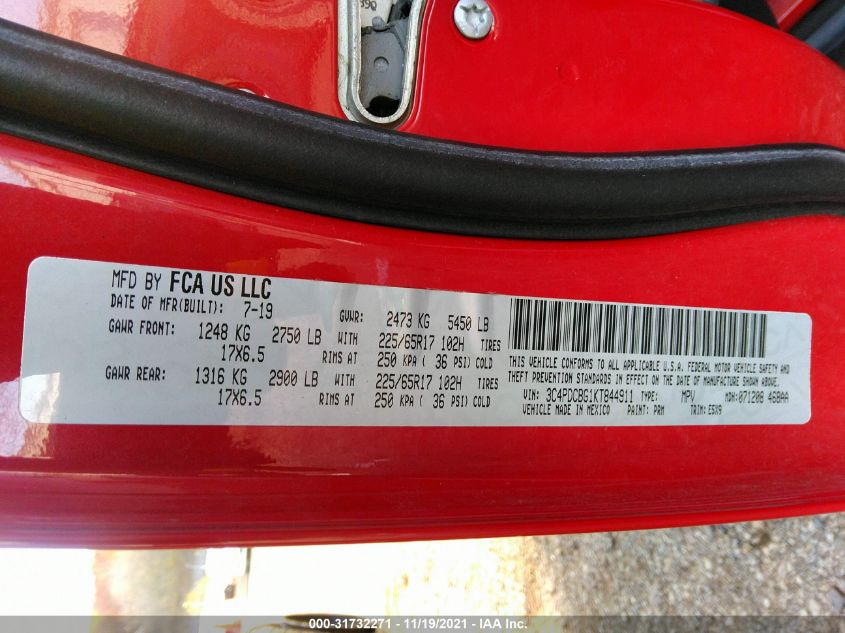 MFD BY FCA US LLC
DATE OF MFR(BUILT): 7-19 GVWR: 2473 KG 5450 LB
GAWR FRONT: 1248 KG 2750 LB WITH 225/65R17 102H TIRES
17X6.5 RIMS AT 250 KPA ( 36 PSI) COLD
GAWR REAR: 1316 KG 2900 LB WITH 225/65R17 102H TIRES
17X6.5 RIMS AT 250 KPA ( 36 PSI) COLD
THIS VEHICLE CONFORMS TO ALL APPLICABLE U.S.A. FEDERAL MOTOR VEHICLE SAFETY AND
THEFT PREVENTION STANDARDS IN EFFECT ON THE DATE OF MANUFACTURE SHOWN ABOVE.
VIN: 3C4PDCBG1KT844911 TYPE: MPV MDH: 071208 468AA
VEHICLE MADE IN MEXICO PAINT: PRM TRIM: E5X9
000-31732271 - 11/19/2021 - IAA Inc.